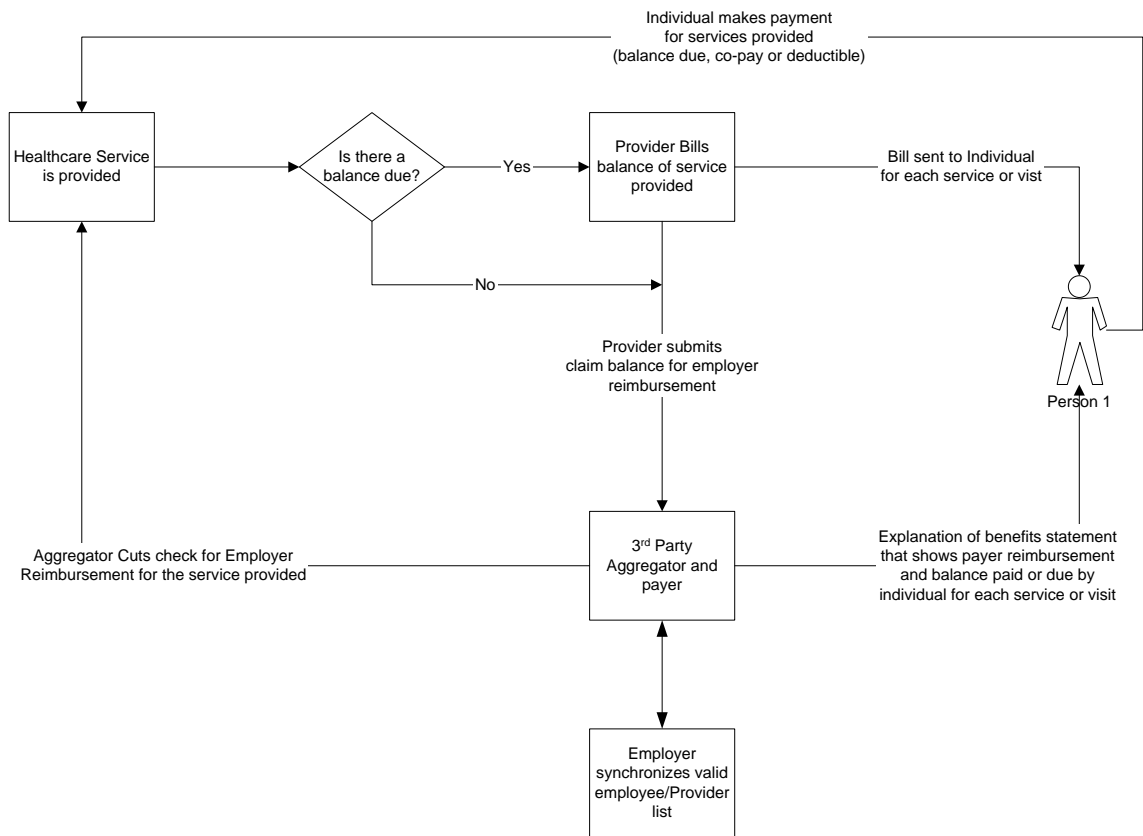 Individual makes payment
for services provided
(balance due, co-pay or deductible)
Healthcare Service
is provided
Is there a
balance due?
Yes
Provider Bills
balance of service
provided
Bill sent to Individual
for each service or vist
No
Provider submits
claim balance for employer
reimbursement
Person 1
Aggregator Cuts check for Employer
Reimbursement for the service provided
3rd Party
Aggregator and
payer
Explanation of benefits statement
that shows payer reimbursement
and balance paid or due by
individual for each service or visit
Employer
synchronizes valid
employee/Provider
list